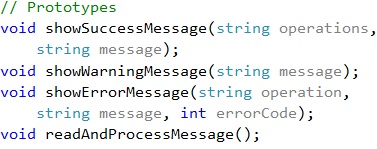 // Prototypes
void showSuccessMessage(string operations,
    string message);
void showWarningMessage(string message);
void showErrorMessage(string operation,
    string message, int errorCode);
void readAndProcessMessage();